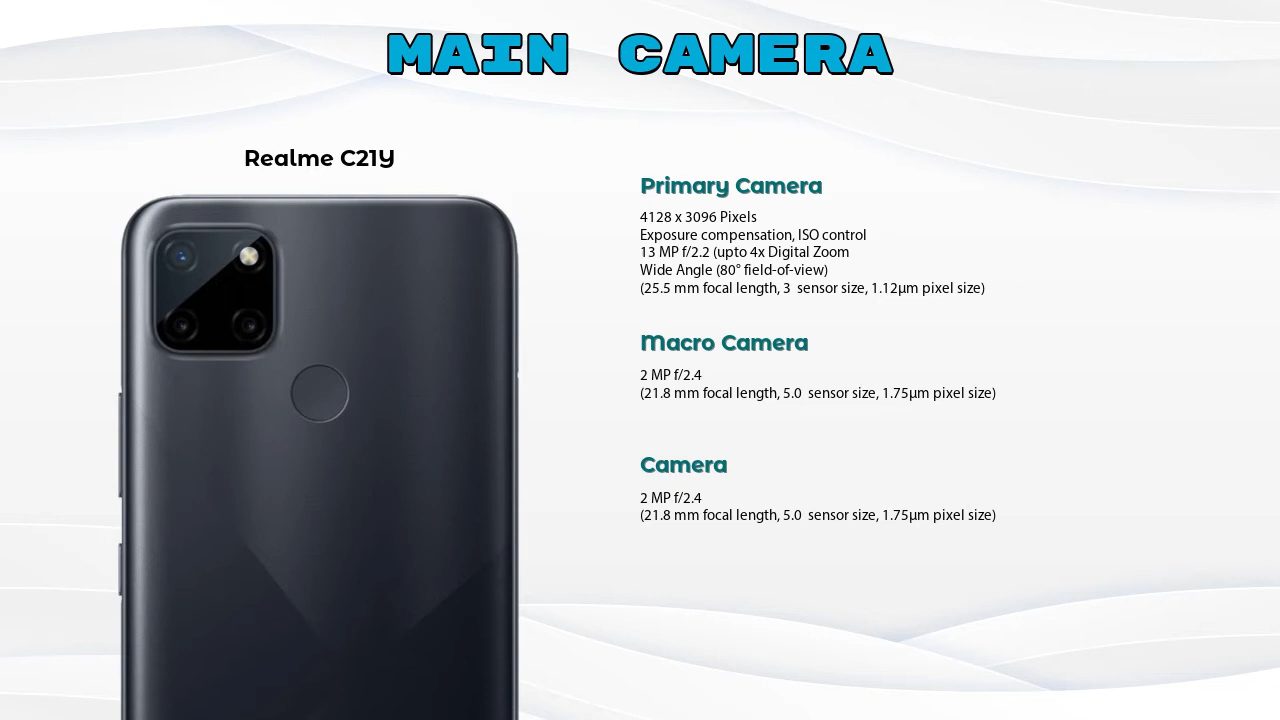 MAIN CAMERA
Realme C21Y
Primary Camera
4128 x 3096 Pixels
Exposure compensation, ISO control
13 MP f/2.2 (upto 4x Digital Zoom
Wide Angle (80° field-of-view)
(25.5 mm focal length, 3  sensor size, 1.12µm pixel size)
Macro Camera
2 MP f/2.4
(21.8 mm focal length, 5.0  sensor size, 1.75µm pixel size)
Camera
2 MP f/2.4
(21.8 mm focal length, 5.0  sensor size, 1.75µm pixel size)